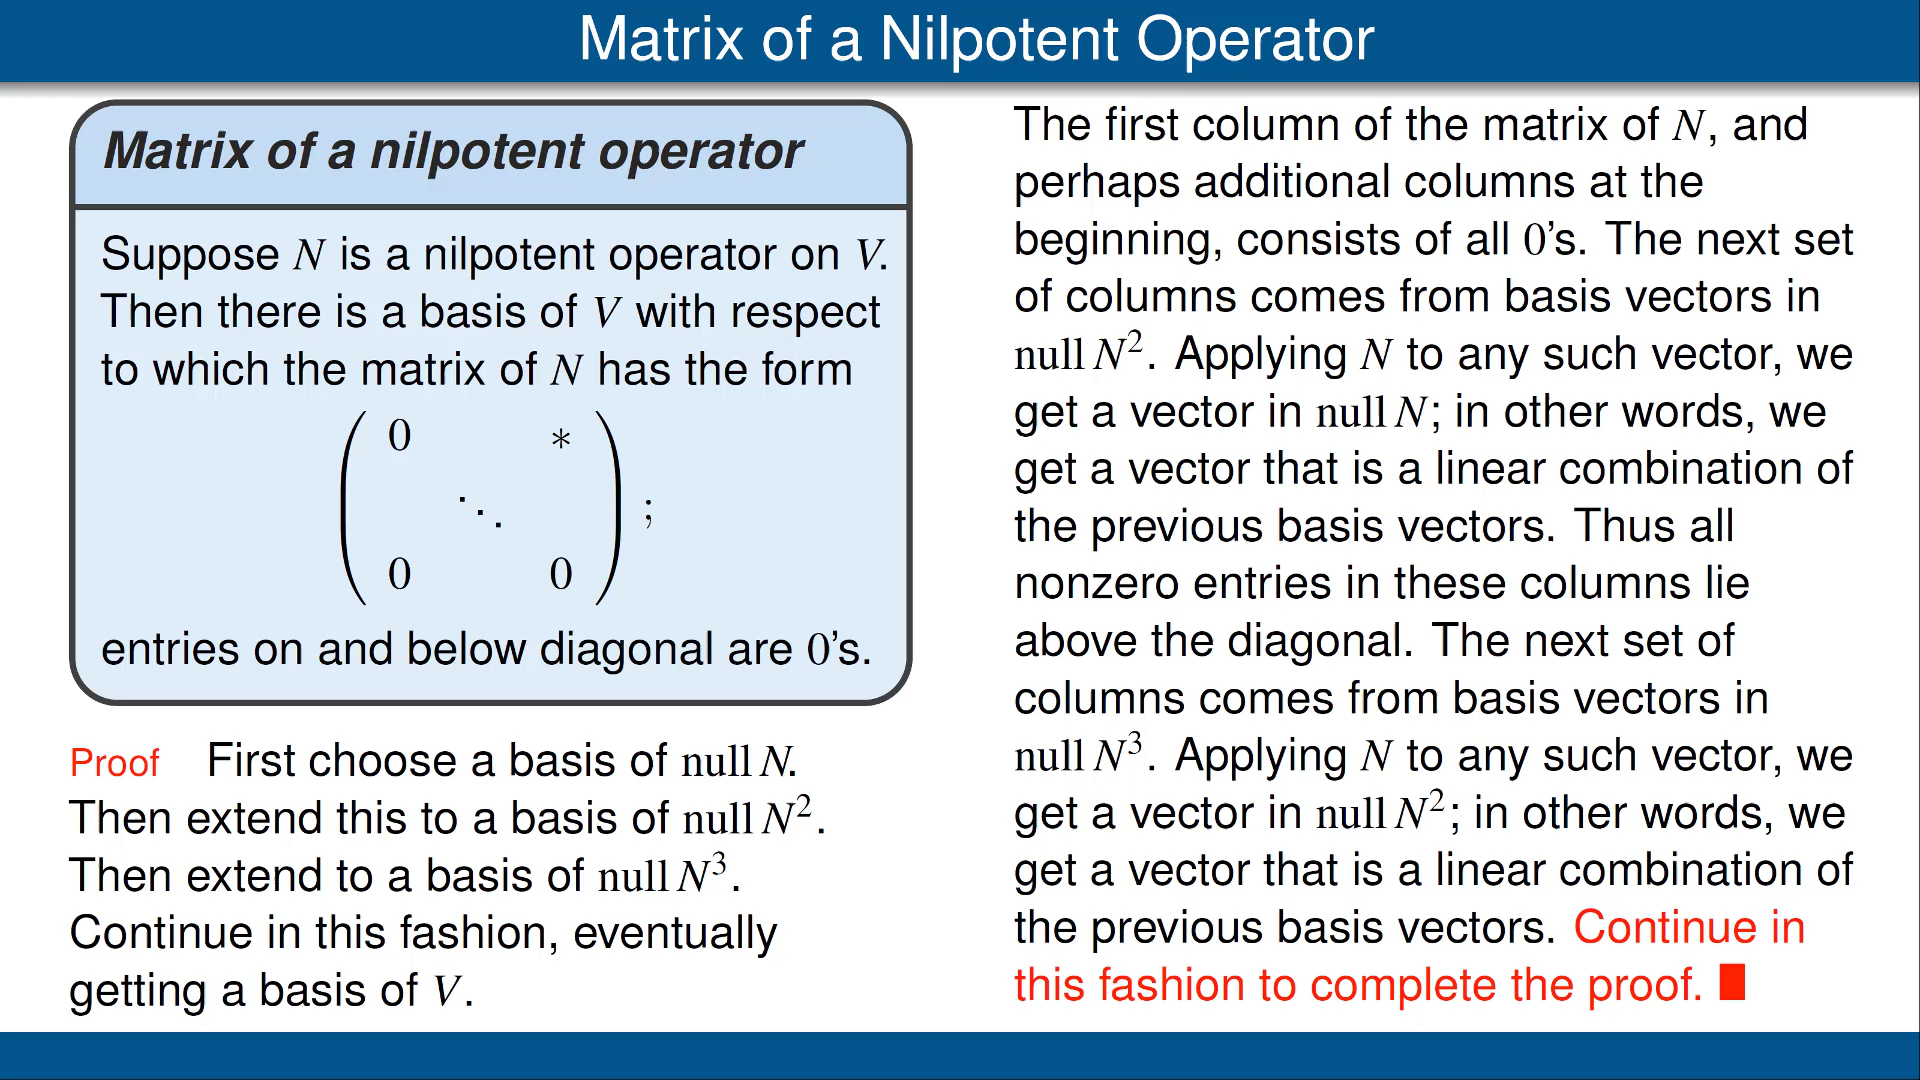 Matrix of a Nilpotent Operator
Matrix of a nilpotent operator
Suppose N is a nilpotent operator on V.
Then there is a basis of V with respect
to which the matrix of N has the form
0 *
⋱ ;
0 0
entries on and below diagonal are 0’s.
Proof First choose a basis of null N.
Then extend this to a basis of null N².
Then extend to a basis of null N³.
Continue in this fashion, eventually
getting a basis of V.
The first column of the matrix of N, and
perhaps additional columns at the
beginning, consists of all 0’s. The next set
of columns comes from basis vectors in
null N². Applying N to any such vector, we
get a vector in null N; in other words, we
get a vector that is a linear combination of
the previous basis vectors. Thus all
nonzero entries in these columns lie
above the diagonal. The next set of
columns comes from basis vectors in
null N³. Applying N to any such vector, we
get a vector in null N²; in other words, we
get a vector that is a linear combination of
the previous basis vectors. Continue in
this fashion to complete the proof. ■